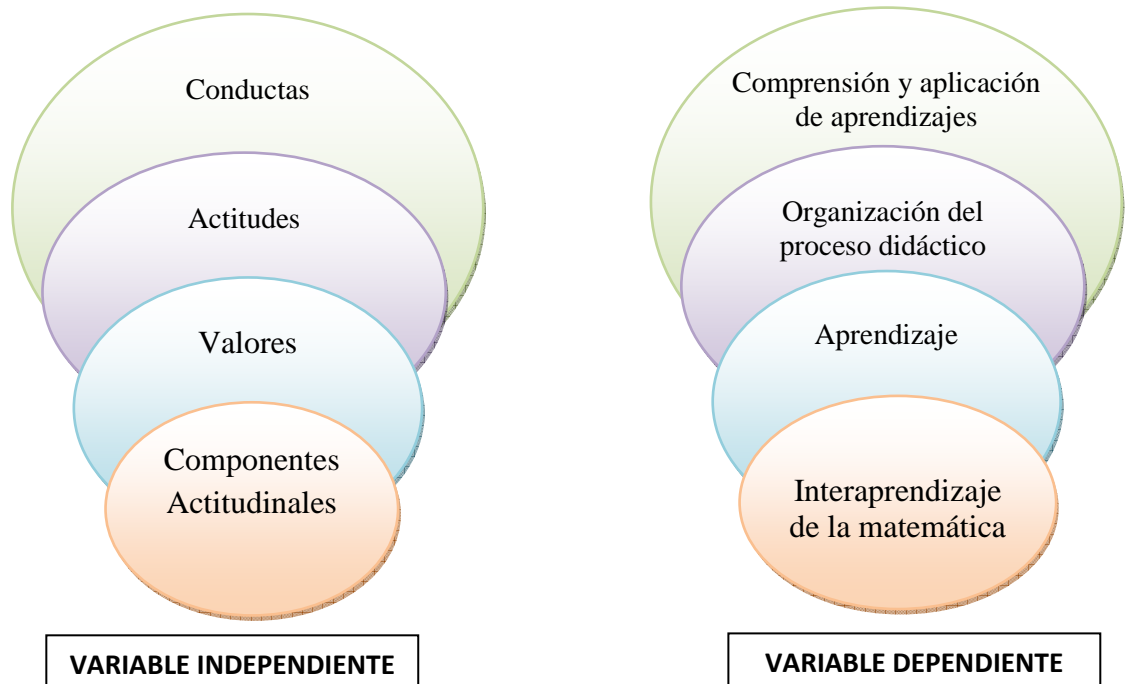 Conductas
Actitudes
Valores
Componentes
Actitudinales
VARIABLE INDEPENDIENTE
Comprensión y aplicación
de aprendizajes
Organización del
proceso didáctico
Aprendizaje
Interaprendizaje
de la matemática
VARIABLE DEPENDIENTE